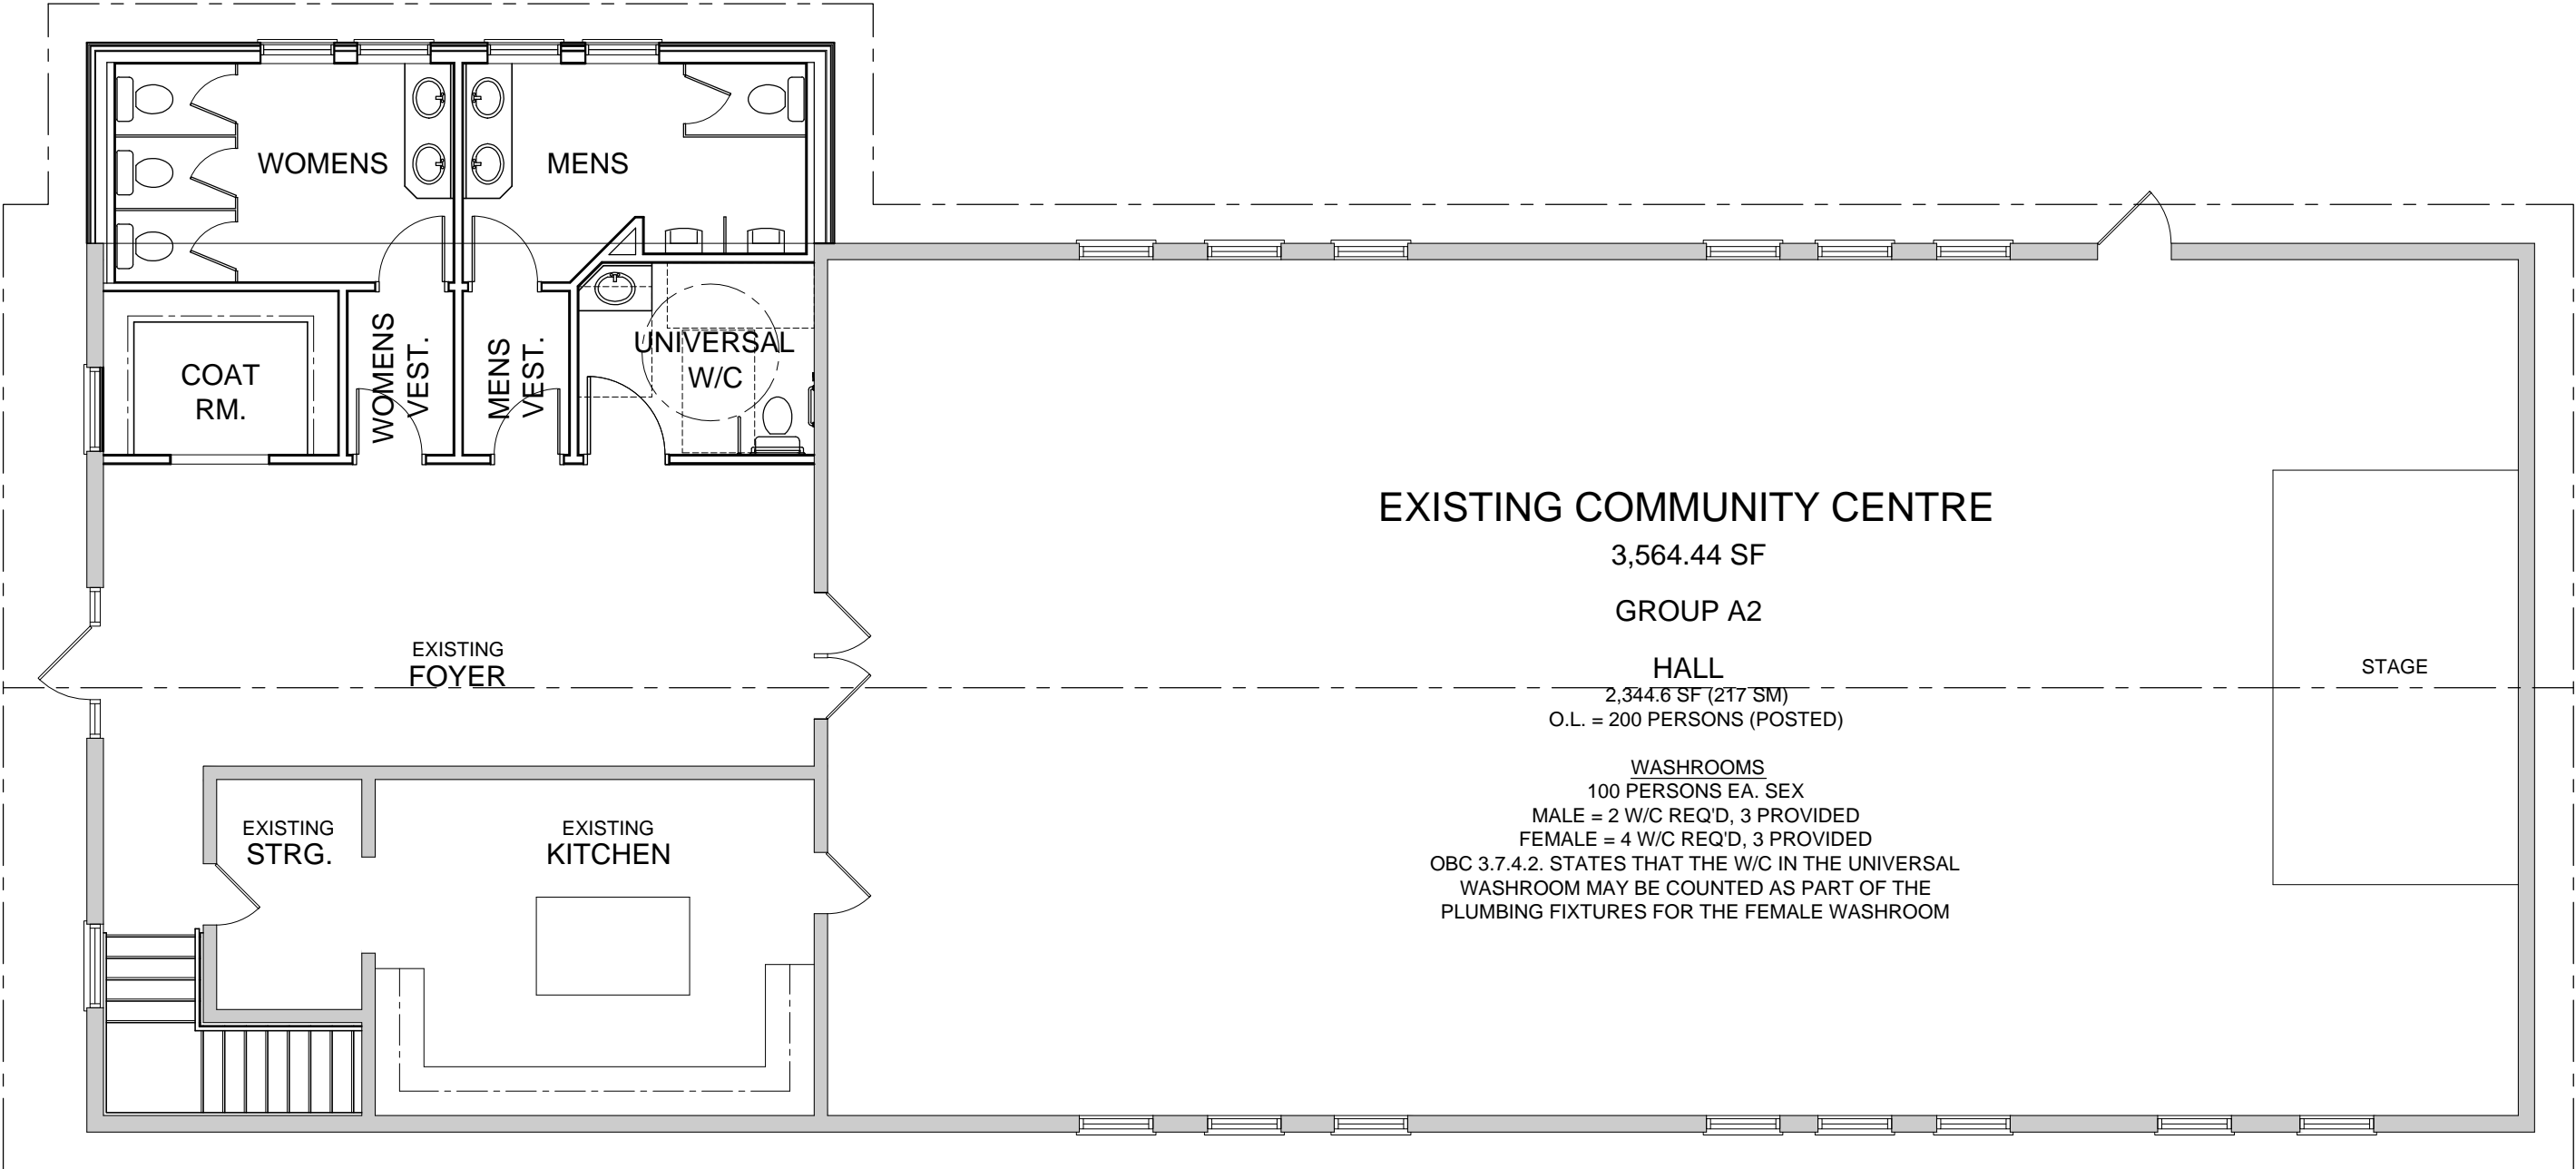 WOMENS
MENS
COAT
RM.
WOMENS
VEST.
MENS
VEST.
UNIVERSAL
W/C
EXISTING
FOYER
EXISTING
STRG.
EXISTING
KITCHEN
EXISTING COMMUNITY CENTRE
3,564.44 SF
GROUP A2
HALL
2,344.6 SF (217 SM)
O.L. = 200 PERSONS (POSTED)
WASHROOMS
100 PERSONS EA. SEX
MALE = 2 W/C REQ'D, 3 PROVIDED
FEMALE = 4 W/C REQ'D, 3 PROVIDED
OBC 3.7.4.2. STATES THAT THE W/C IN THE UNIVERSAL
WASHROOM MAY BE COUNTED AS PART OF THE
PLUMBING FIXTURES FOR THE FEMALE WASHROOM
STAGE